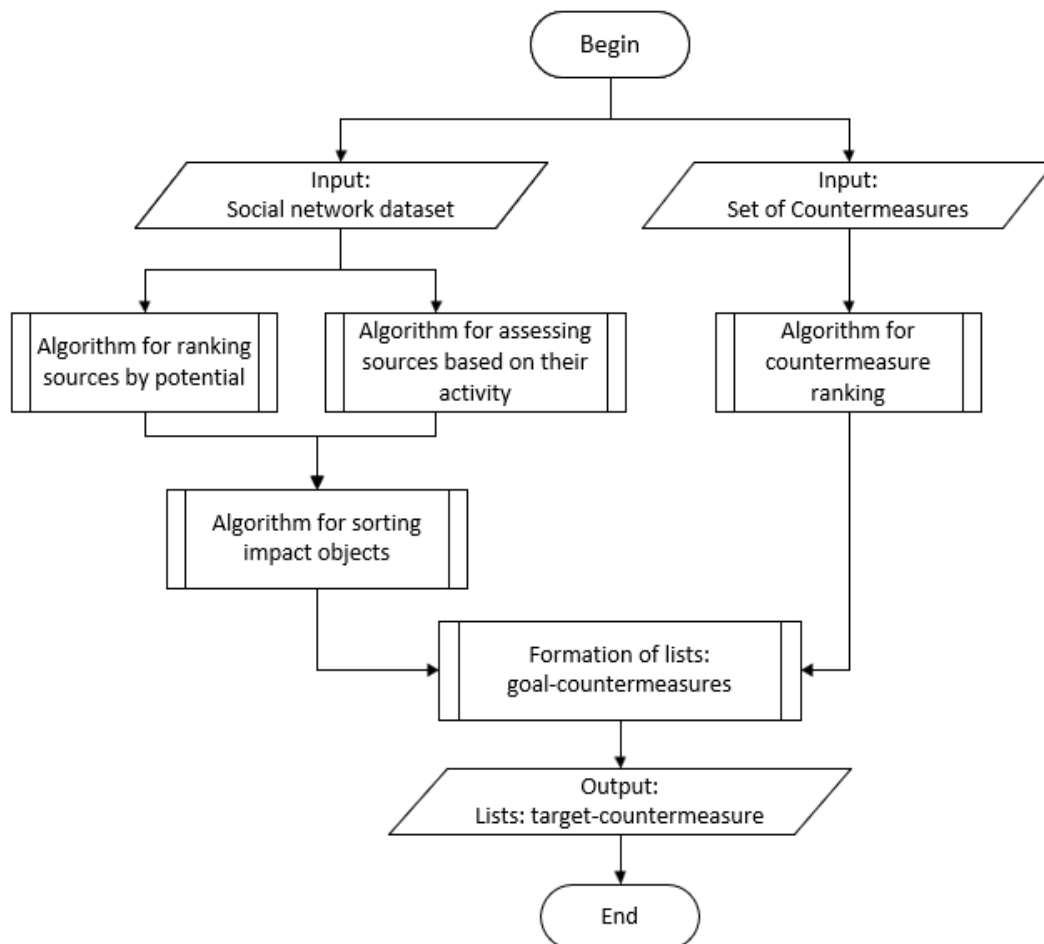 Begin
Input:
Social network dataset
Input:
Set of Countermeasures
Algorithm for ranking
sources by potential
Algorithm for assessing
sources based on their
activity
Algorithm for
countermeasure
ranking
Algorithm for sorting
impact objects
Formation of lists:
goal-countermeasures
Output:
Lists: target-countermeasure
End